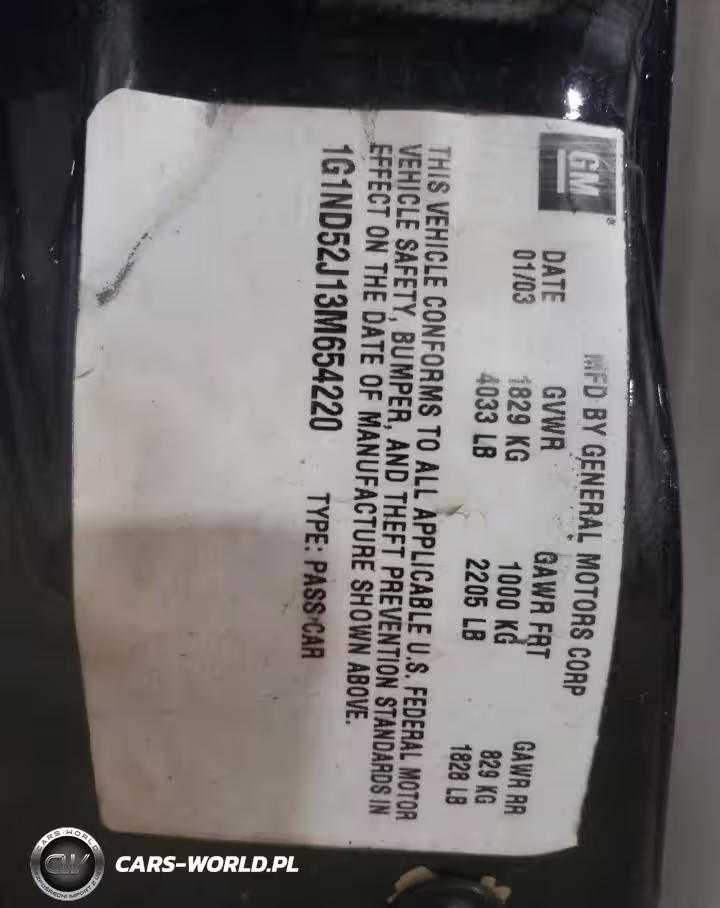 GM
MFD BY GENERAL MOTORS CORP
DATE GVWR GAWR FRT GAWR RR
01/03 1829 KG 1000 KG 829 KG
4033 LB 2205 LB 1828 LB
THIS VEHICLE CONFORMS TO ALL APPLICABLE U.S. FEDERAL MOTOR
VEHICLE SAFETY, BUMPER, AND THEFT PREVENTION STANDARDS IN
EFFECT ON THE DATE OF MANUFACTURE SHOWN ABOVE.
1G1ND52J13M654220 TYPE: PASS CAR
CARS-WORLD
CW
CARS-WORLD.PL